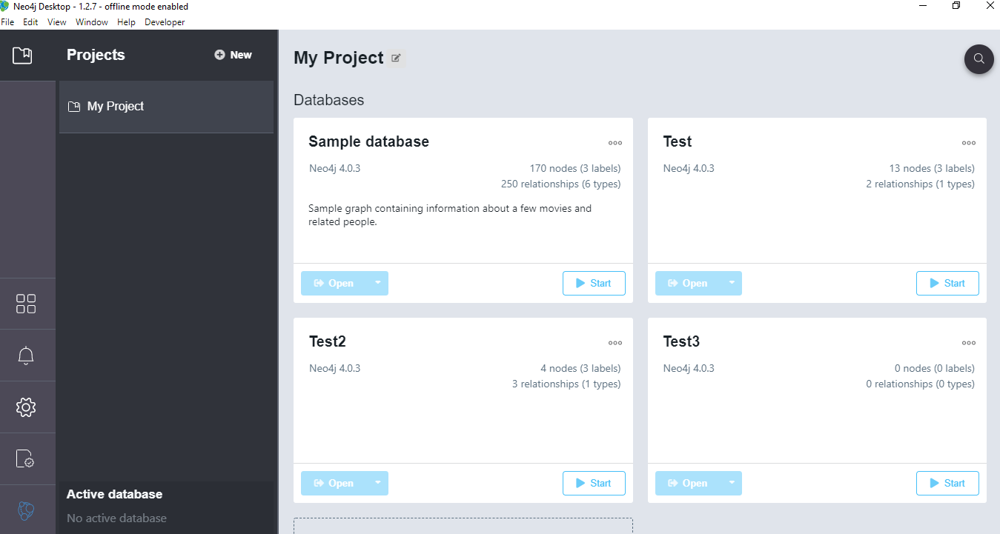 Neo4j Desktop - 1.2.7 - offline mode enabled
File Edit View Window Help Developer
Projects
New
My Project
Active database
No active database
My Project
Databases
Sample database
Neo4j 4.0.3
170 nodes (3 labels)
250 relationships (6 types)
Sample graph containing information about a few movies and
related people.
Open
Start
Test
Neo4j 4.0.3
13 nodes (3 labels)
2 relationships (1 types)
Open
Start
Test2
Neo4j 4.0.3
4 nodes (3 labels)
3 relationships (1 types)
Open
Start
Test3
Neo4j 4.0.3
0 nodes (0 labels)
0 relationships (0 types)
Open
Start